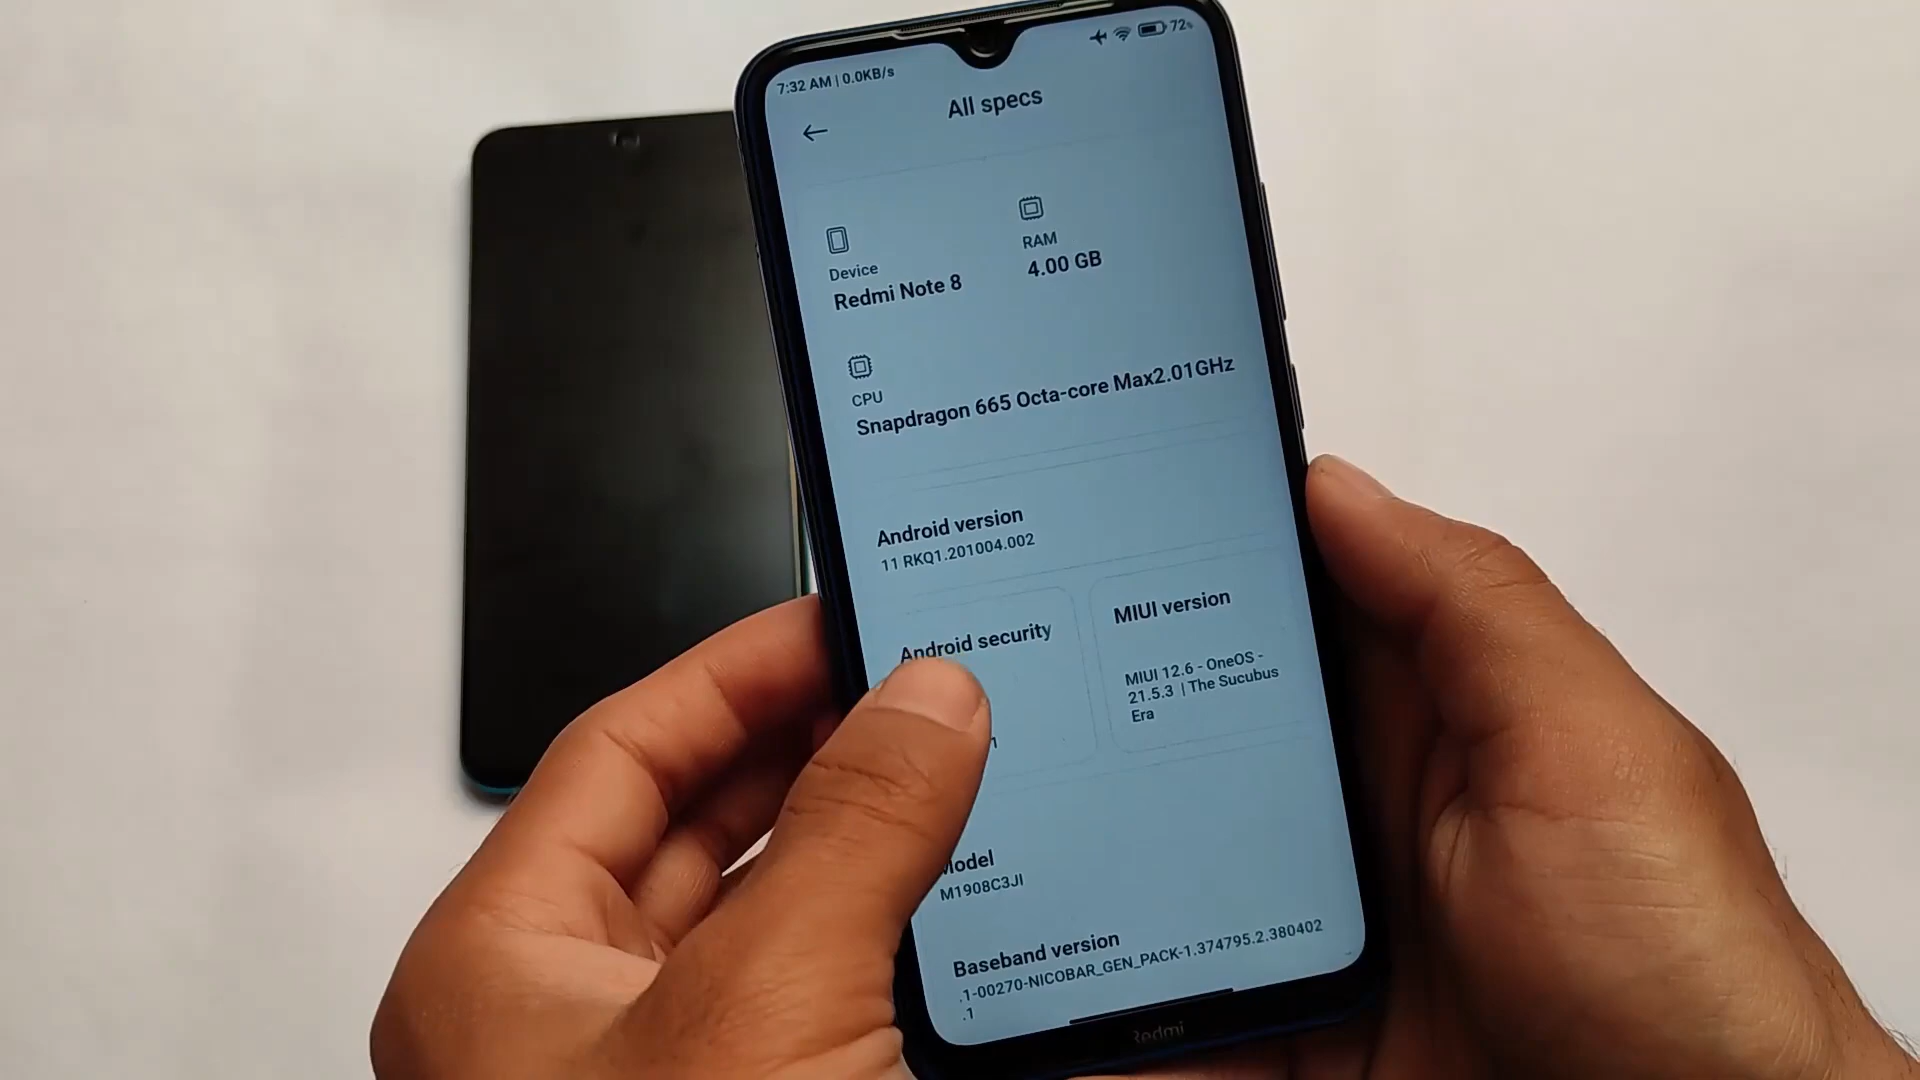 7:32 AM | 0.0KB/s
72%
All specs
Device
Redmi Note 8
RAM
4.00 GB
CPU
Snapdragon 665 Octa-core Max2.01GHz
Android version
11 RKQ1.201004.002
Android security
1
MIUI version
MIUI 12.6 - OneOS -
21.5.3 | The Sucubus
Era
Model
M1908C3JI
Baseband version
.1-00270-NICOBAR_GEN_PACK-1.374795.2.380402
.1
Redmi